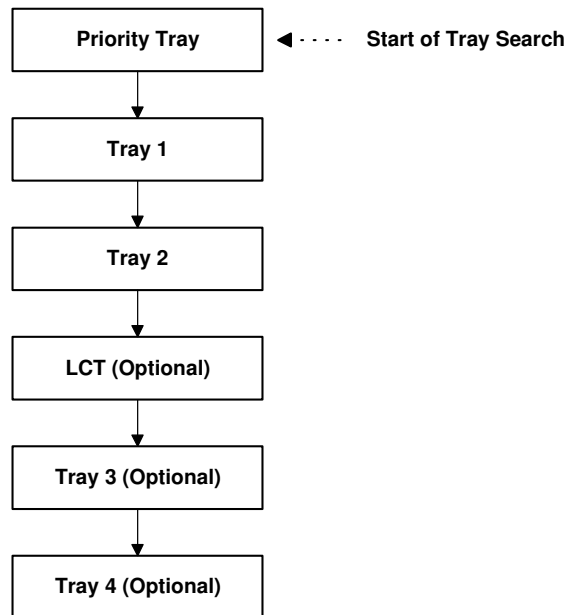 Priority Tray
Start of Tray Search
Tray 1
Tray 2
LCT (Optional)
Tray 3 (Optional)
Tray 4 (Optional)